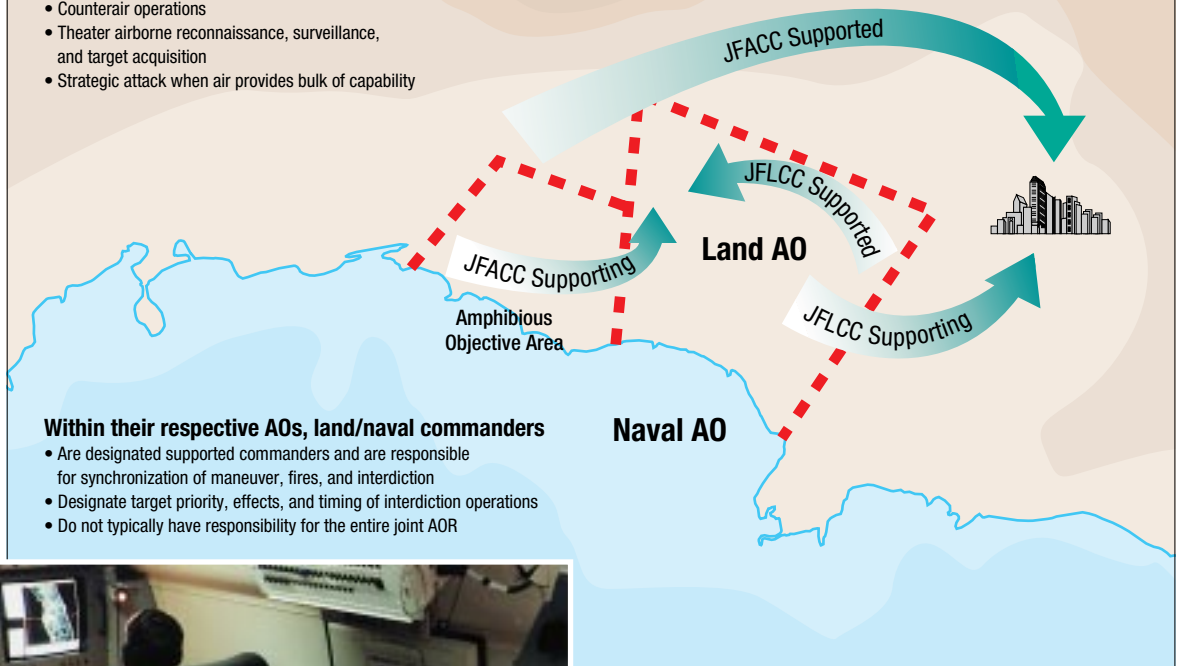 • Counterair operations
• Theater airborne reconnaissance, surveillance,
and target acquisition
• Strategic attack when air provides bulk of capability
JFACC Supported
JFLCC Supported
Land AO
JFACC Supporting
JFLCC Supporting
Amphibious
Objective Area
Within their respective AOs, land/naval commanders
• Are designated supported commanders and are responsible
for synchronization of maneuver, fires, and interdiction
• Designate target priority, effects, and timing of interdiction operations
• Do not typically have responsibility for the entire joint AOR
Naval AO